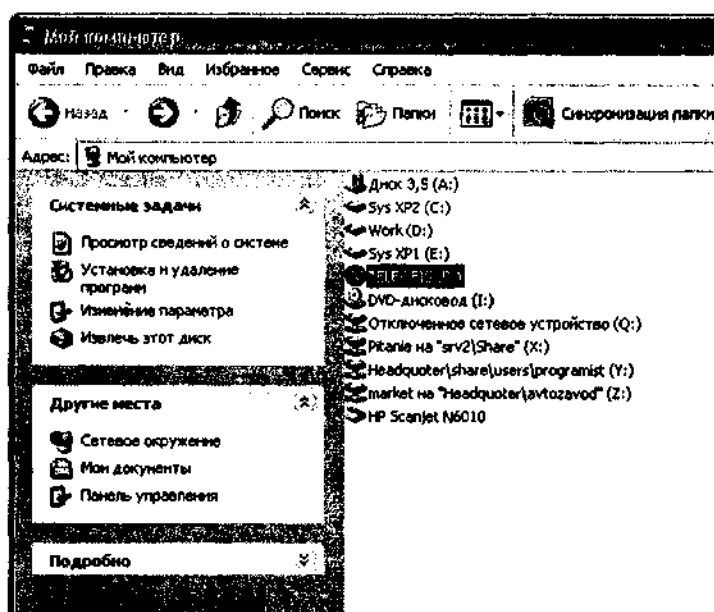 Мой компьютер
Файл Правка Вид Избранное Сервис Справка
Назад Поиск Папки Синхронизация папки
Адрес: Мой компьютер
Системные задачи
Просмотр сведений о системе
Установка и удаление
программ
Изменение параметра
Извлечь этот диск
Другие места
Сетевое окружение
Мои документы
Панель управления
Подробно
Диск 3,5 (A:)
Sys XP2 (C:)
Work (D:)
Sys XP1 (E:)
DVD-дисковод (I:)
Отключенное сетевое устройство (Q:)
Pitanie на "srv2\Share" (X:)
Headquoter\share\users\programist (Y:)
market на "Headquoter\avtozavod" (Z:)
HP Scanjet N6010